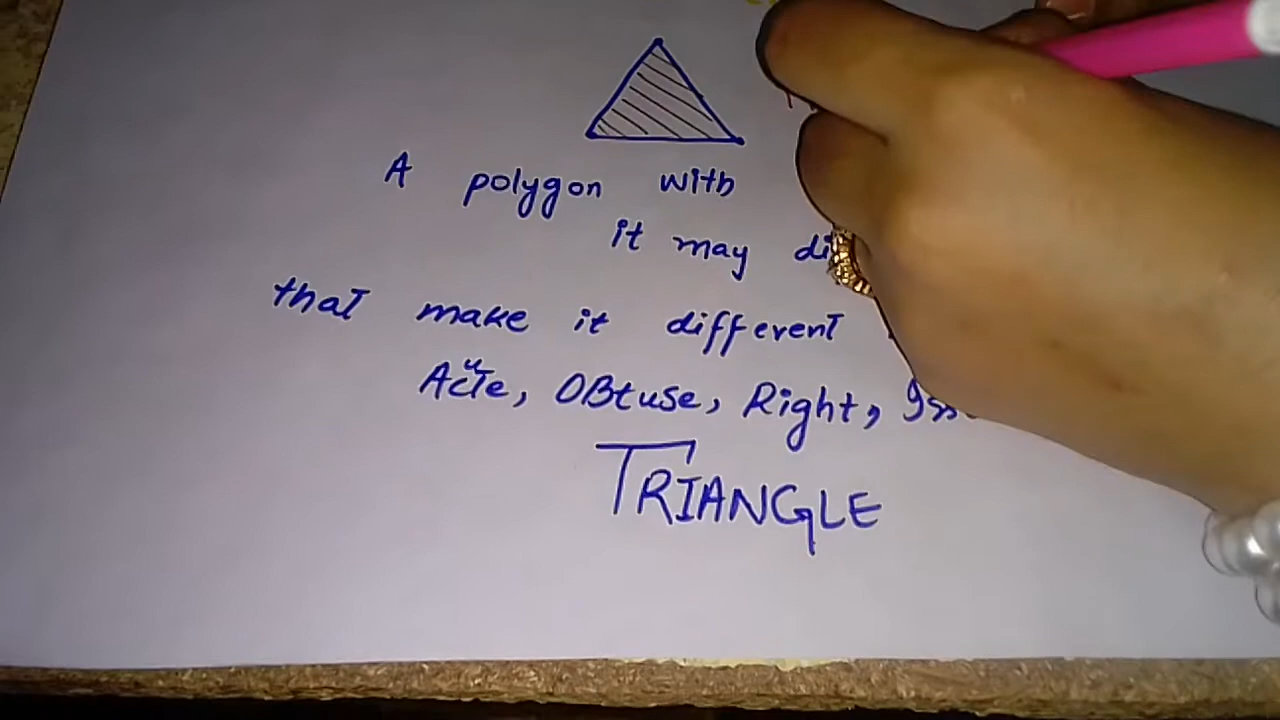 A polygon with
it may
that make it different
Acute, OBtuse, Right,
TRIANGLE